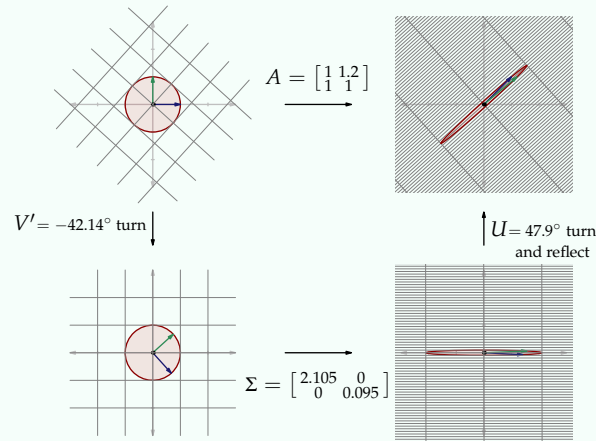 A = [1 1.2
1 1]
V′ = −42.14° turn
U = 47.9° turn
and reflect
Σ = [2.105 0
0 0.095]